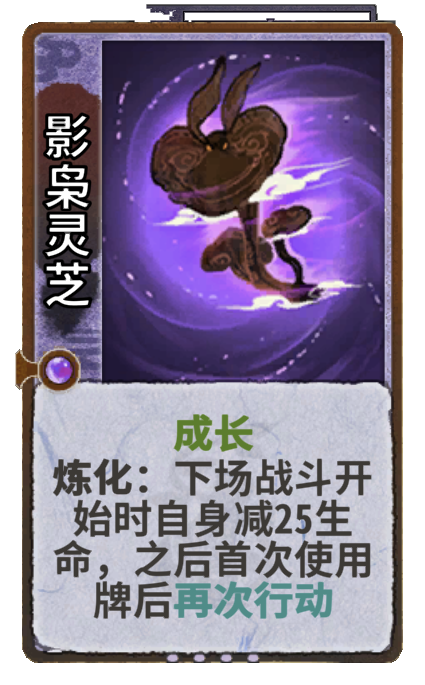 影枭灵芝
成长
炼化：下场战斗开
始时自身减25生
命，之后首次使用
牌后再次行动